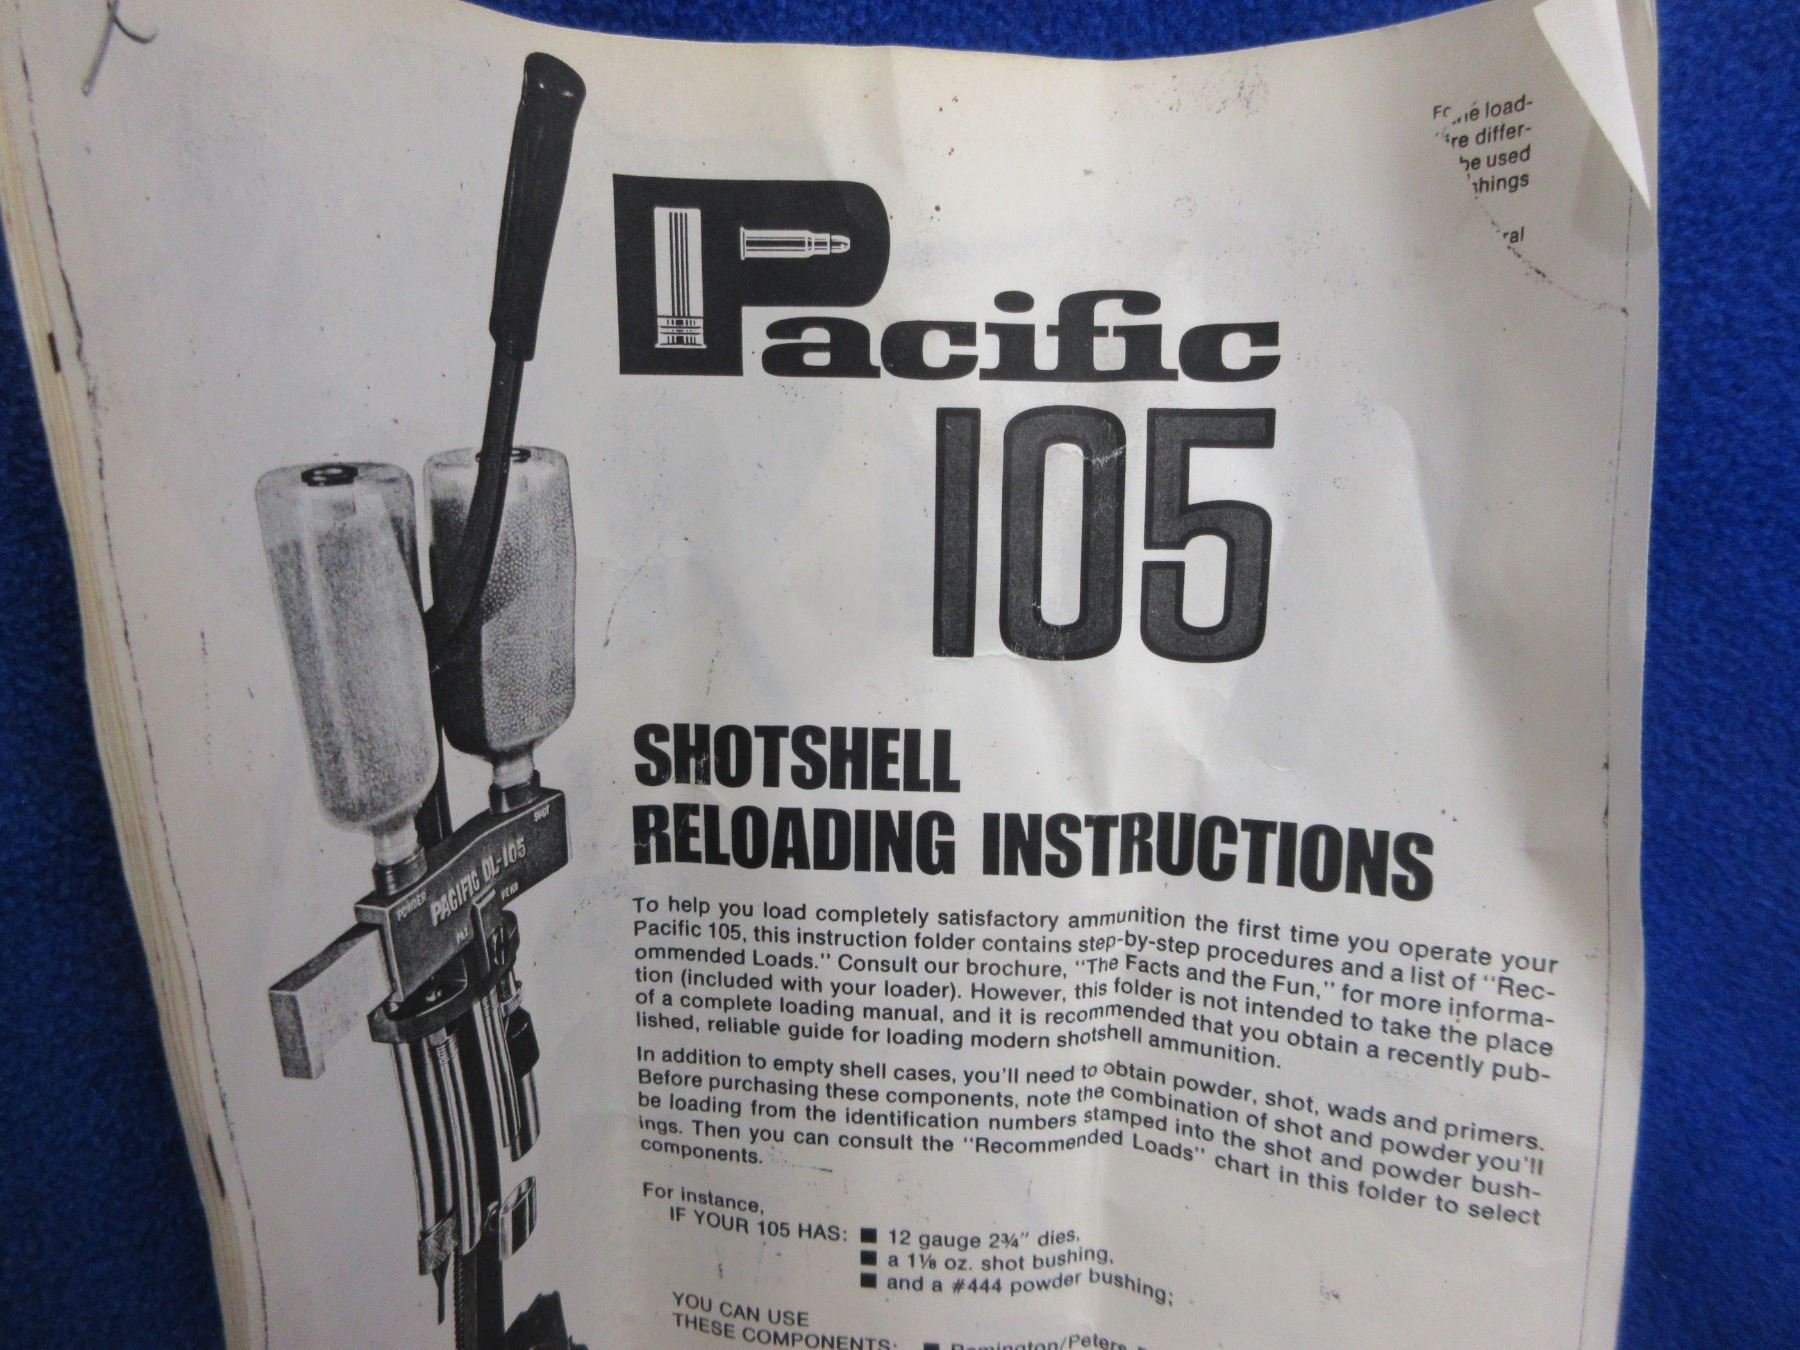 load-
re differ-
be used
Pacific
105
SHOTSHELL
RELOADING INSTRUCTIONS
SHOT
PACIFIC DL-105
POWDER
To help you load completely satisfactory ammunition the first time you operate your
Pacific 105, this instruction folder contains step-by-step procedures and a list of "Rec-
ommended Loads." Consult our brochure, "The Facts and the Fun," for more informa-
tion (included with your loader). However, this folder is not intended to take the place
of a complete loading manual, and it is recommended that you obtain a recently pub-
lished, reliable guide for loading modern shotshell ammunition.
In addition to empty shell cases, you'll need to obtain powder, shot, wads and primers.
Before purchasing these components, note the combination of shot and powder you'll
be loading from the identification numbers stamped into the shot and powder bush-
ings. Then you can consult the "Recommended Loads" chart in this folder to select
components.
For instance,
IF YOUR 105 HAS: ■ 12 gauge 2¾" dies,
■ a 1⅛ oz. shot bushing,
■ and a #444 powder bushing;
YOU CAN USE
THESE COMPONENTS: ■ Remington/Peters